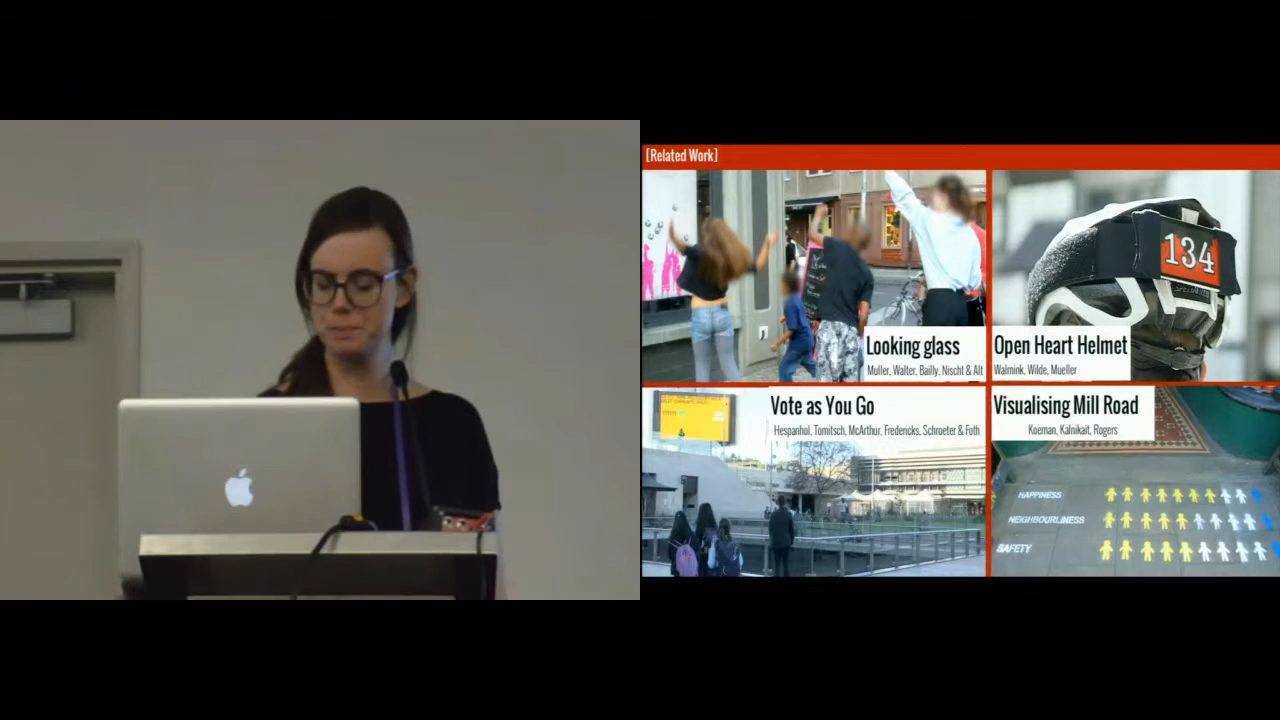 [Related Work]
Looking glass
Muller, Walter, Bailly, Nischt & Alt
134
Open Heart Helmet
Walmink, Wilde, Mueller
Vote as You Go
Hespanhol, Tomitsch, McArthur, Fredericks, Schroeter & Foth
Visualising Mill Road
Koeman, Kalnikait, Rogers
HAPPINESS
NEIGHBOURLINESS
SAFETY